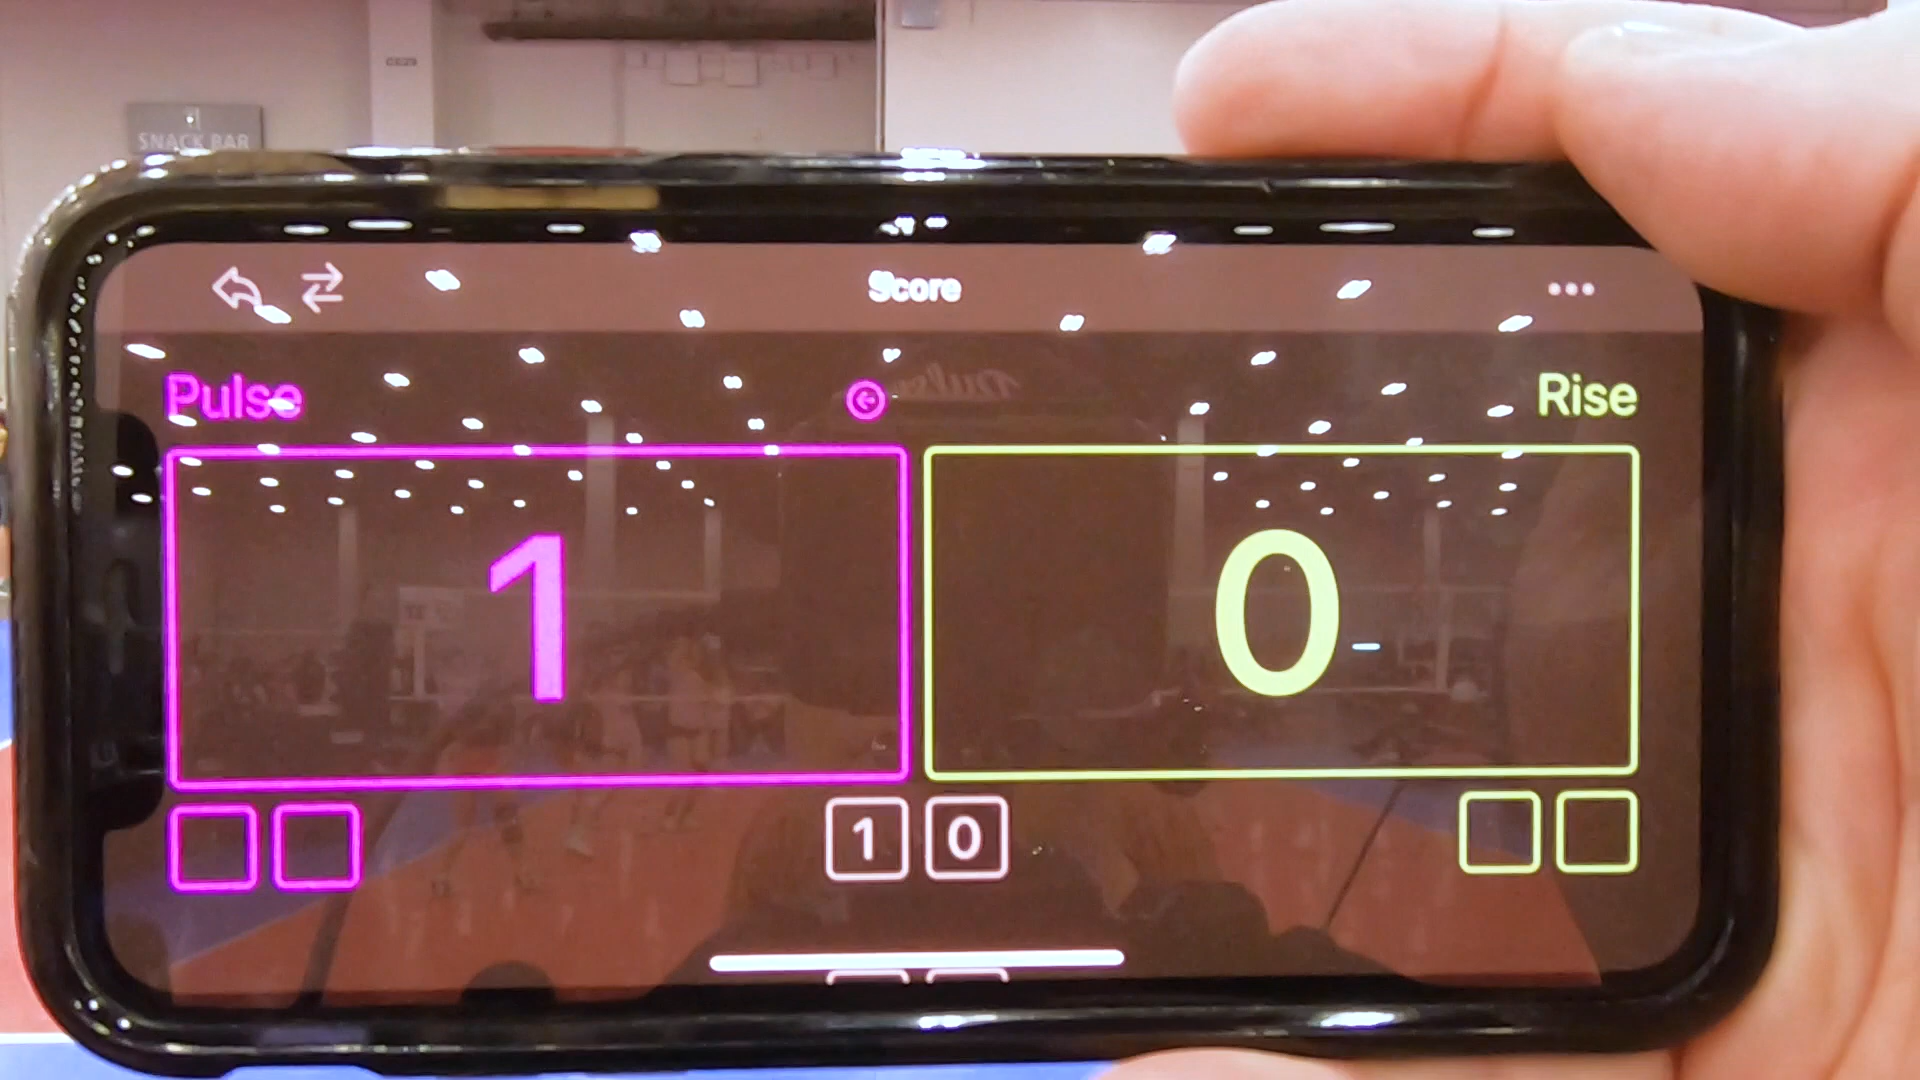 SNACK BAR
Score
Pulse
Rise
1
0
1 0